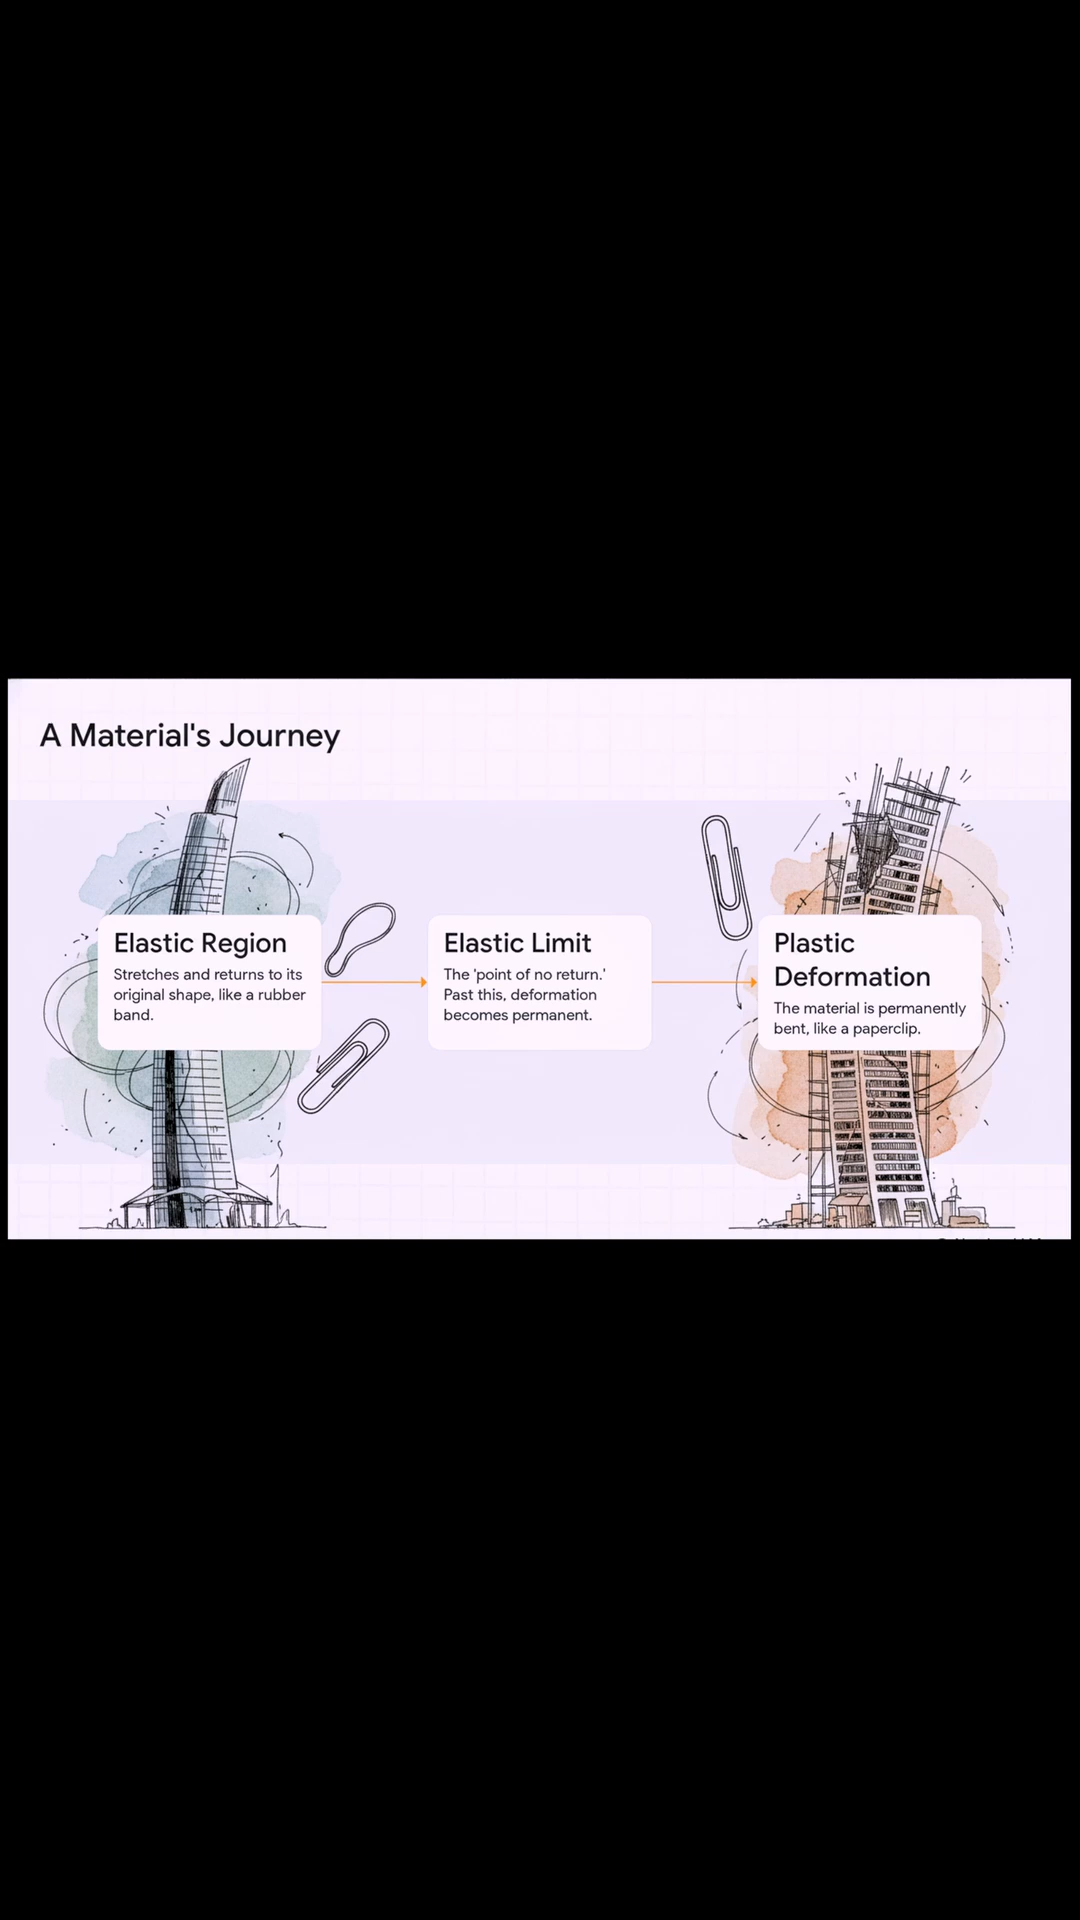 A Material's Journey
Elastic Region
Stretches and returns to its
original shape, like a rubber
band.
Elastic Limit
The 'point of no return.'
Past this, deformation
becomes permanent.
Plastic
Deformation
The material is permanently
bent, like a paperclip.